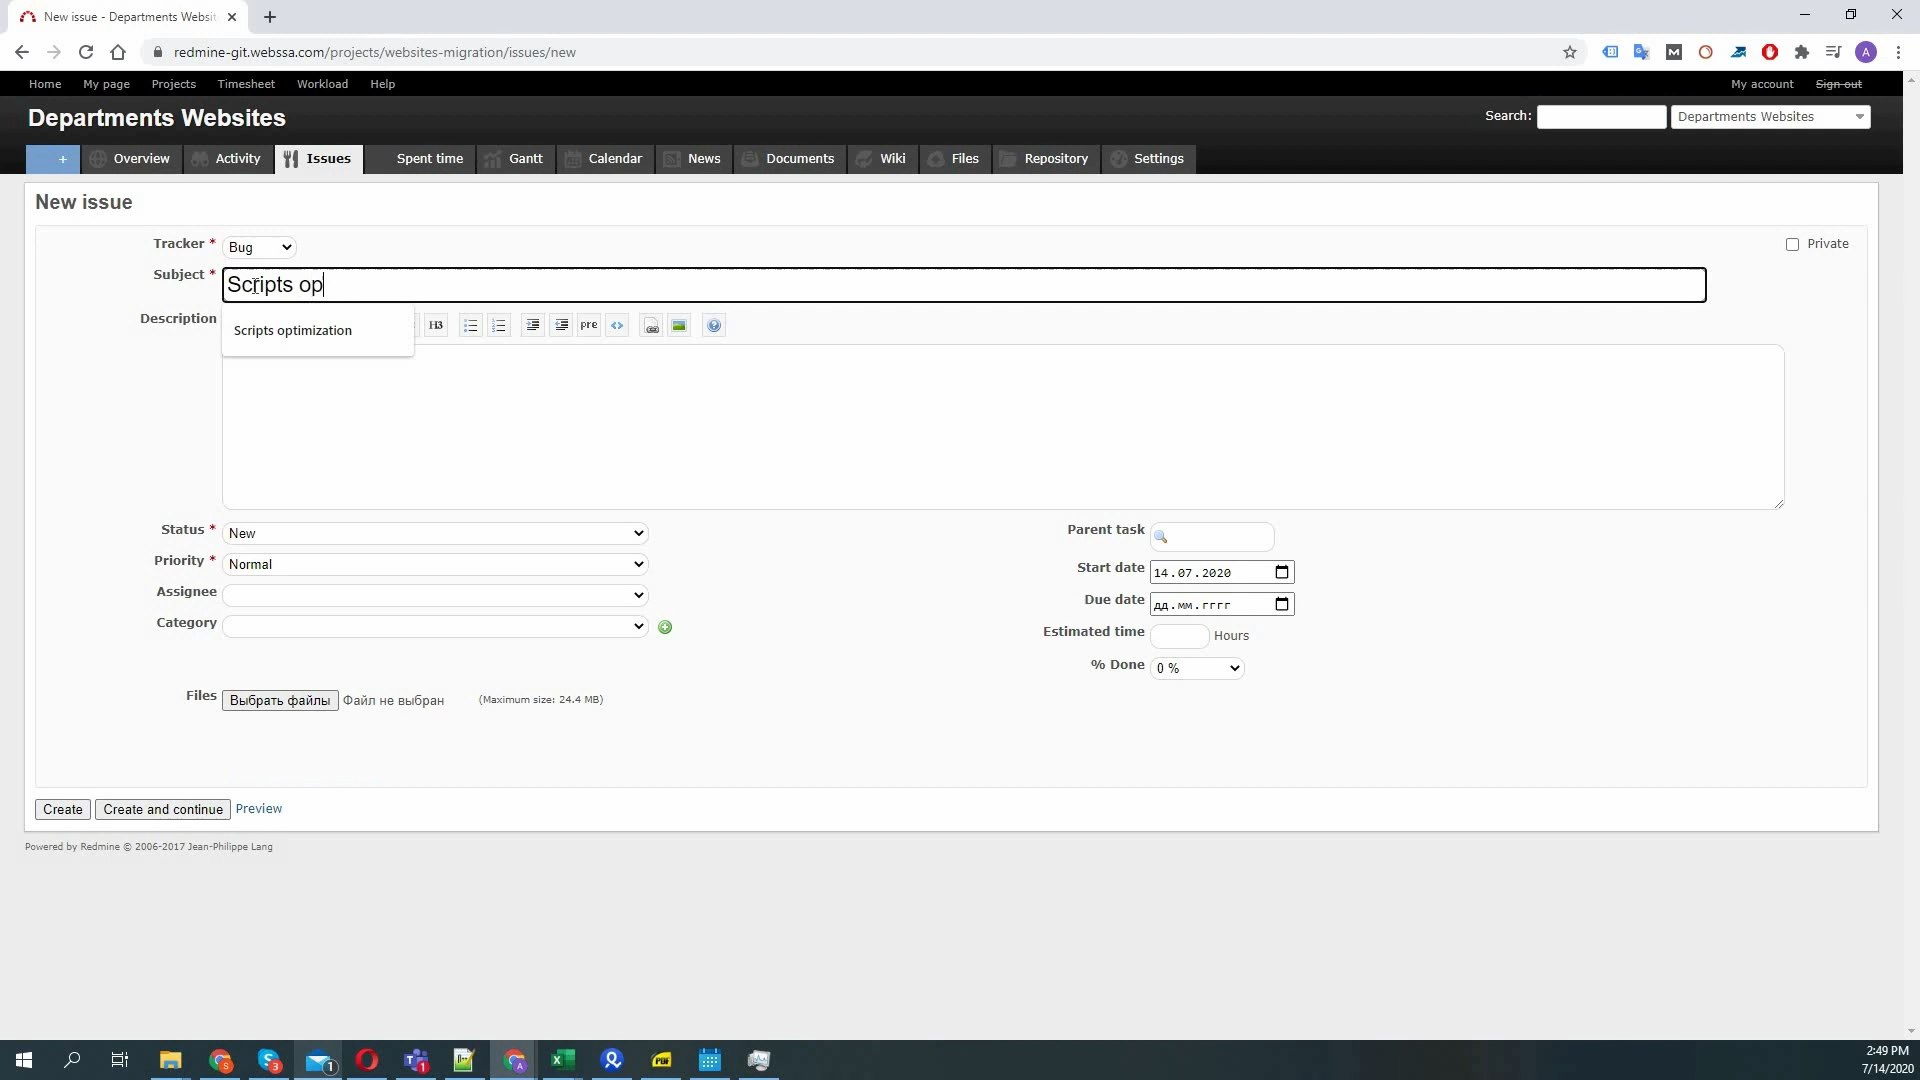 New issue - Departments Websit
redmine-git.webssa.com/projects/websites-migration/issues/new
Home My page Projects Timesheet Workload Help My account Sign out
Departments Websites
Search: Departments Websites
+ Overview Activity Issues Spent time Gantt Calendar News Documents Wiki Files Repository Settings
New issue
Tracker * Bug Private
Subject * Scripts op
Description H3 pre <>
Scripts optimization
Status * New Parent task
Priority * Normal Start date 14.07.2020
Assignee Due date дд.мм.гггг
Category Estimated time Hours
% Done 0 %
Files Выбрать файлы Файл не выбран (Maximum size: 24.4 MB)
Create Create and continue Preview
Powered by Redmine © 2006-2017 Jean-Philippe Lang
2:49 PM
7/14/2020